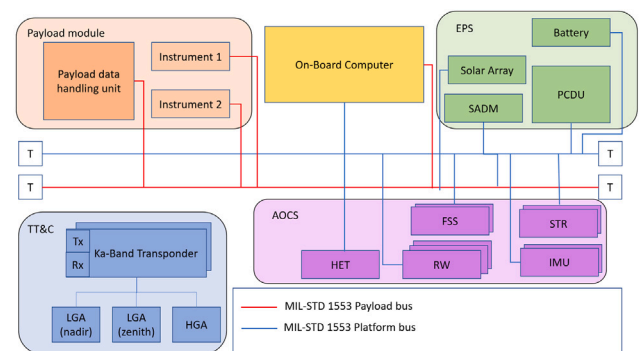 Payload module
Payload data
handling unit
Instrument 1
Instrument 2
On-Board Computer
EPS
Battery
Solar Array
SADM
PCDU
T
T
T
T
TT&C
Tx
Rx
Ka-Band Transponder
LGA
(nadir)
LGA
(zenith)
HGA
AOCS
FSS
STR
HET
RW
IMU
MIL-STD 1553 Payload bus
MIL-STD 1553 Platform bus